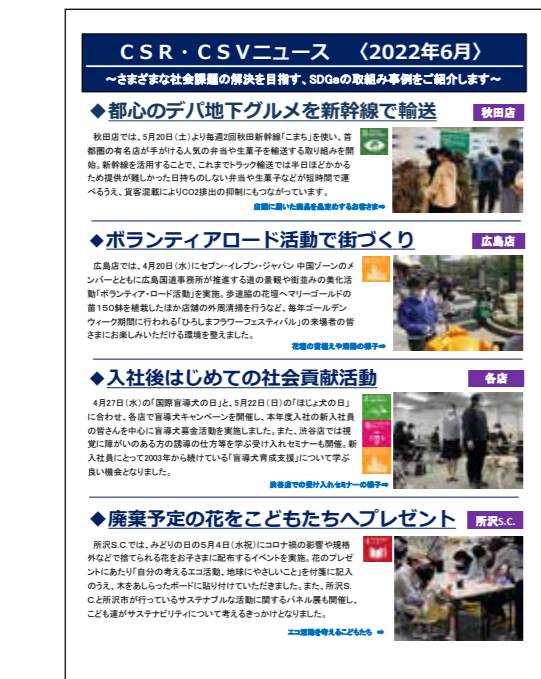 CSR・CSVニュース　〈2022年6月〉
～さまざまな社会課題の解決を目指す、SDGsの取組み事例をご紹介します～
◆都心のデパ地下グルメを新幹線で輸送
秋田店
秋田店では、5月20日（土）より毎週2回秋田新幹線「こまち」を使い、首
都圏の有名店が手がける人気の弁当や生菓子を輸送する取り組みを開
始。新幹線を活用することで、これまでトラック輸送では半日ほどかかる
ため提供が難しかった日持ちのしない弁当や生菓子などが短時間で運
べるうえ、貨客混載によりCO2排出の抑制にもつながっています。
店頭に届いた商品を品定めするお客さま⇒
◆ボランティアロード活動で街づくり
広島店
広島店では、4月20日（水）にセブン‐イレブン・ジャパン 中国ゾーンのメ
ンバーとともに広島国道事務所が推進する道の景観や街並みの美化活
動「ボランティア・ロード活動」を実施。歩道脇の花壇へマリーゴールドの
苗150鉢を植栽したほか店舗の外周清掃を行うなど、毎年ゴールデン
ウィーク期間に行われる「ひろしまフラワーフェスティバル」の来場者の皆
さまにお楽しみいただける環境を整えました。
花壇の苗植えや清掃の様子⇒
◆入社後はじめての社会貢献活動
各店
4月27日（水）の「国際盲導犬の日」と、5月22日（日）の「ほじょ犬の日」
に合わせ、各店で盲導犬キャンペーンを開催し、本年度入社の新入社員
の皆さんを中心に盲導犬募金活動を実施しました。また、渋谷店では視
覚に障がいのある方の誘導の仕方等を学ぶ受け入れセミナーも開催。新
入社員にとって2003年から続けている「盲導犬育成支援」について学ぶ
良い機会となりました。
渋谷店での受け入れセミナーの様子⇒
◆廃棄予定の花をこどもたちへプレゼント
所沢S.C.
所沢S.C.では、みどりの日の5月4日（水祝）にコロナ禍の影響や規格
外などで捨てられる花をお子さまに配布するイベントを実施。花のプレゼ
ントにあたり「自分の考えるエコ活動、地球にやさしいこと」を付箋に記入
のうえ、木をあしらったボードに貼り付けていただきました。また、所沢S.
C.と所沢市が行っているサステナブルな活動に関するパネル展も開催し、
こども達がサステナビリティについて考えるきっかけとなりました。
エコ活動を考えるこどもたち ⇒